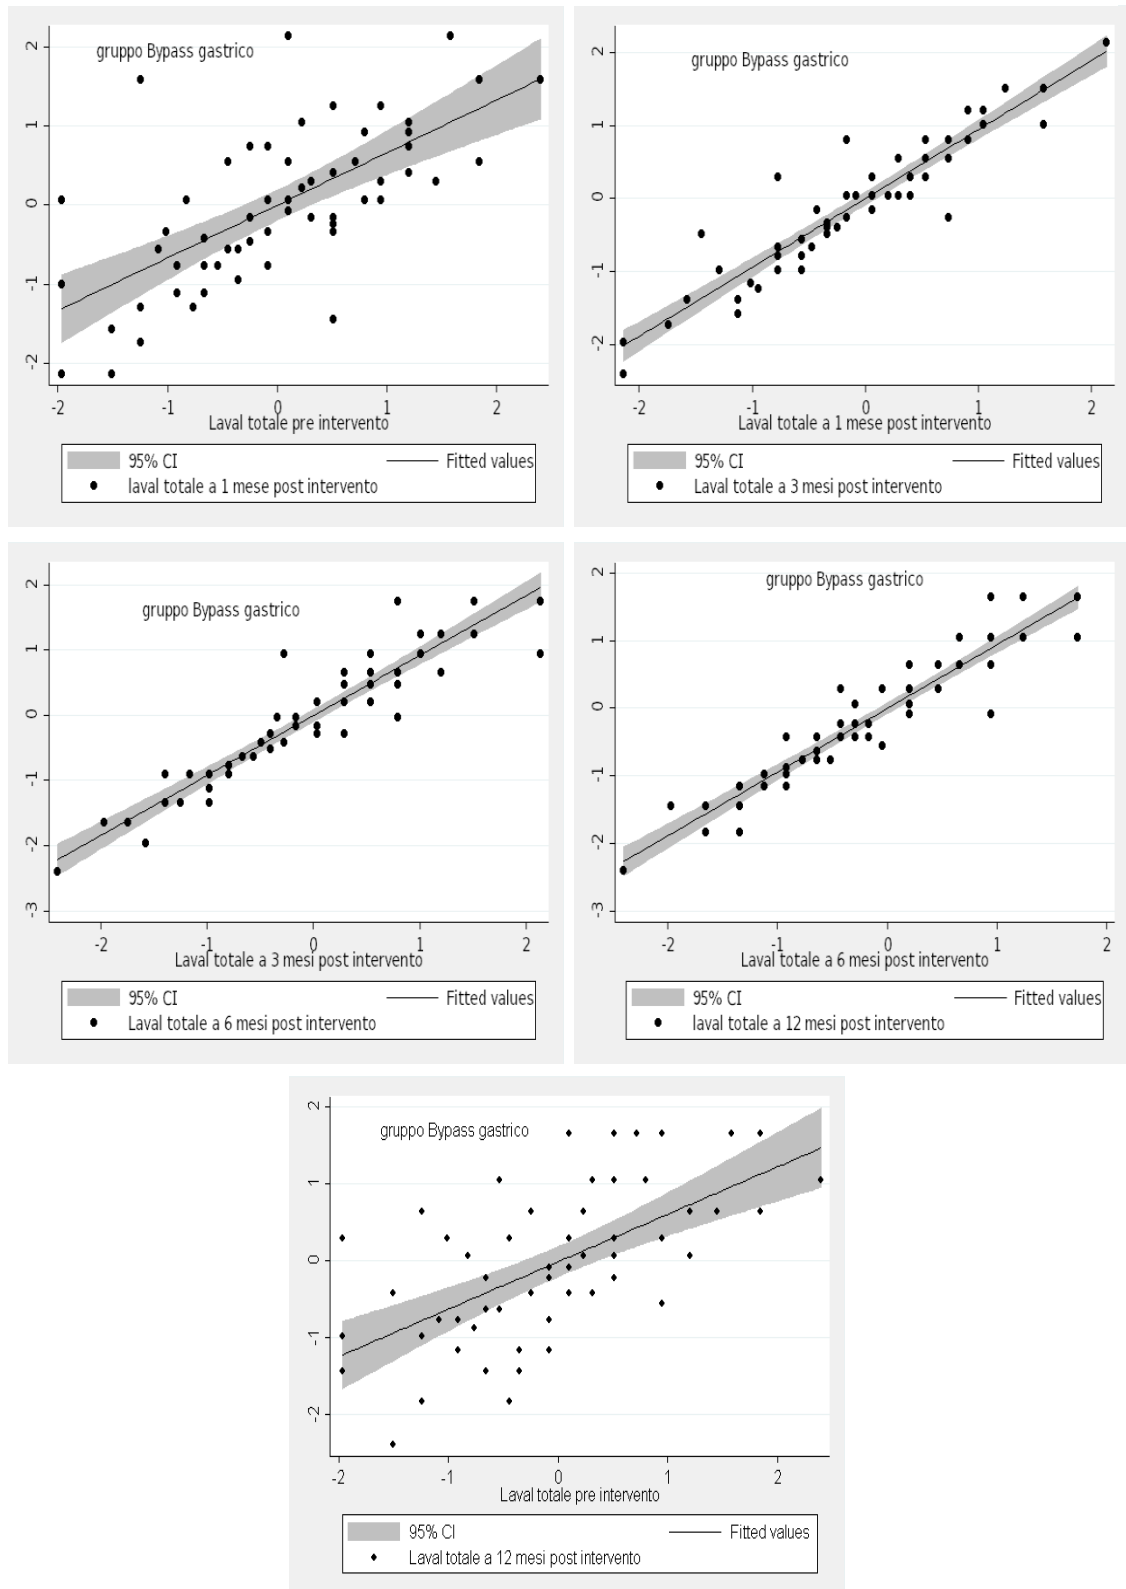 gruppo Bypass gastrico
2
1
0
-1
-2
-2 -1 0 1 2
Laval totale pre intervento
95% CI Fitted values
laval totale a 1 mese post intervento
gruppo Bypass gastrico
2
1
0
-1
-2
-2 -1 0 1 2
Laval totale a 1 mese post intervento
95% CI Fitted values
Laval totale a 3 mesi post intervento
gruppo Bypass gastrico
2
1
0
-1
-2
-3
-2 -1 0 1 2
Laval totale a 3 mesi post intervento
95% CI Fitted values
Laval totale a 6 mesi post intervento
gruppo Bypass gastrico
2
1
0
-1
-2
-3
-2 -1 0 1 2
Laval totale a 6 mesi post intervento
95% CI Fitted values
laval totale a 12 mesi post intervento
gruppo Bypass gastrico
2
1
0
-1
-2
-2 -1 0 1 2
Laval totale pre intervento
95% CI Fitted values
Laval totale a 12 mesi post intervento